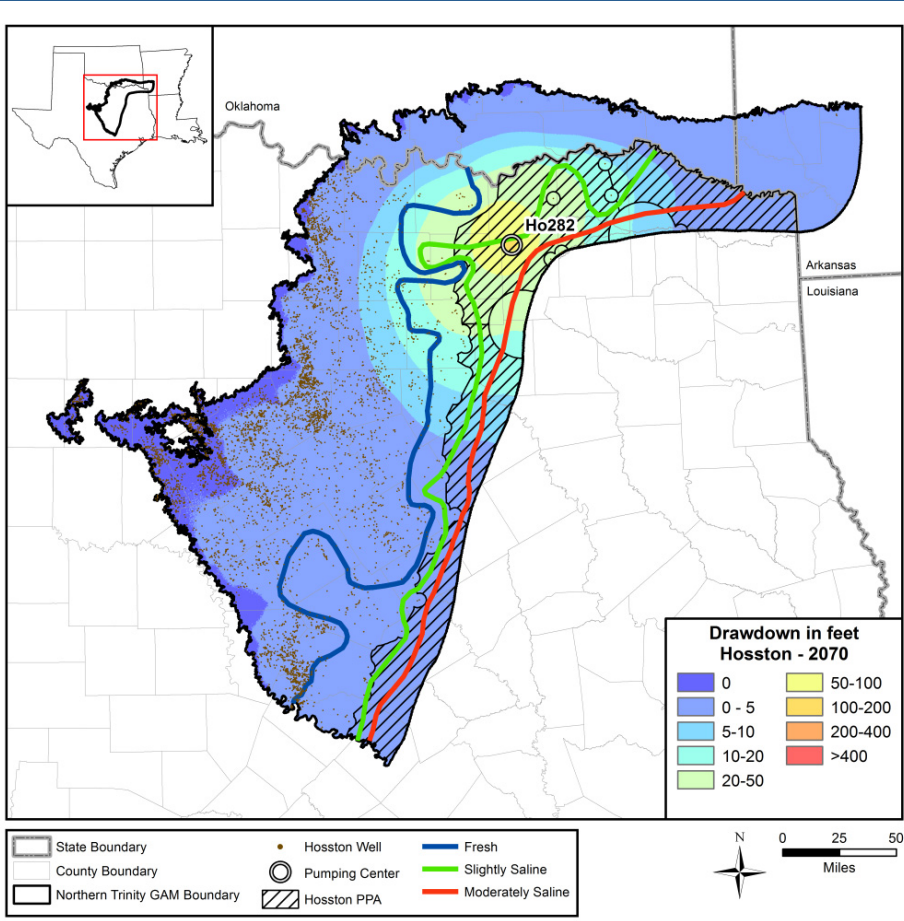 Oklahoma
Ho282
Arkansas
Louisiana
Drawdown in feet
Hosston - 2070
0
0 - 5
5-10
10-20
20-50
50-100
100-200
200-400
>400
State Boundary
County Boundary
Northern Trinity GAM Boundary
Hosston Well
Pumping Center
Hosston PPA
Fresh
Slightly Saline
Moderately Saline
N
0 25 50
Miles